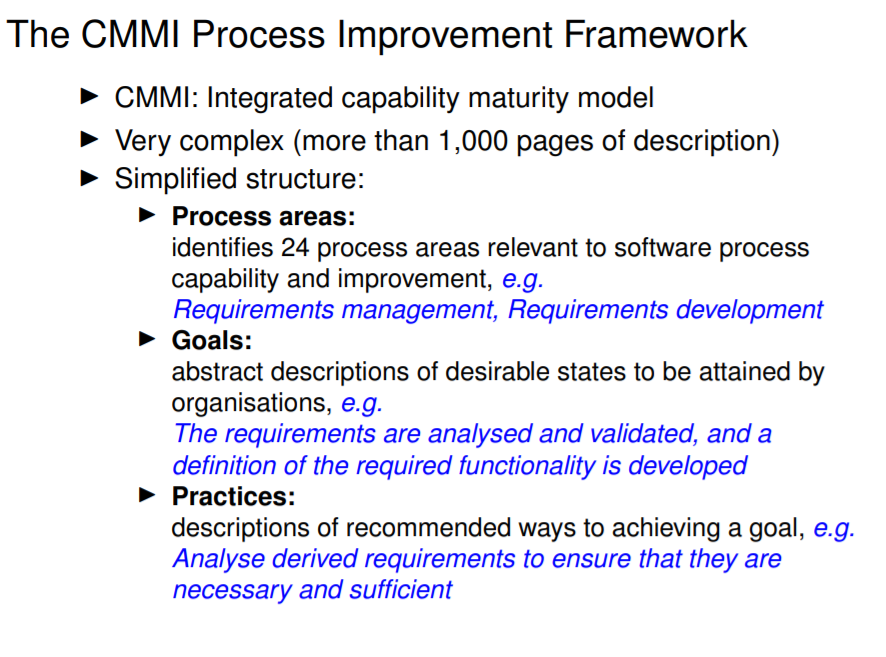 The CMMI Process Improvement Framework
► CMMI: Integrated capability maturity model
► Very complex (more than 1,000 pages of description)
► Simplified structure:
► Process areas:
identifies 24 process areas relevant to software process
capability and improvement, e.g.
Requirements management, Requirements development
► Goals:
abstract descriptions of desirable states to be attained by
organisations, e.g.
The requirements are analysed and validated, and a
definition of the required functionality is developed
► Practices:
descriptions of recommended ways to achieving a goal, e.g.
Analyse derived requirements to ensure that they are
necessary and sufficient